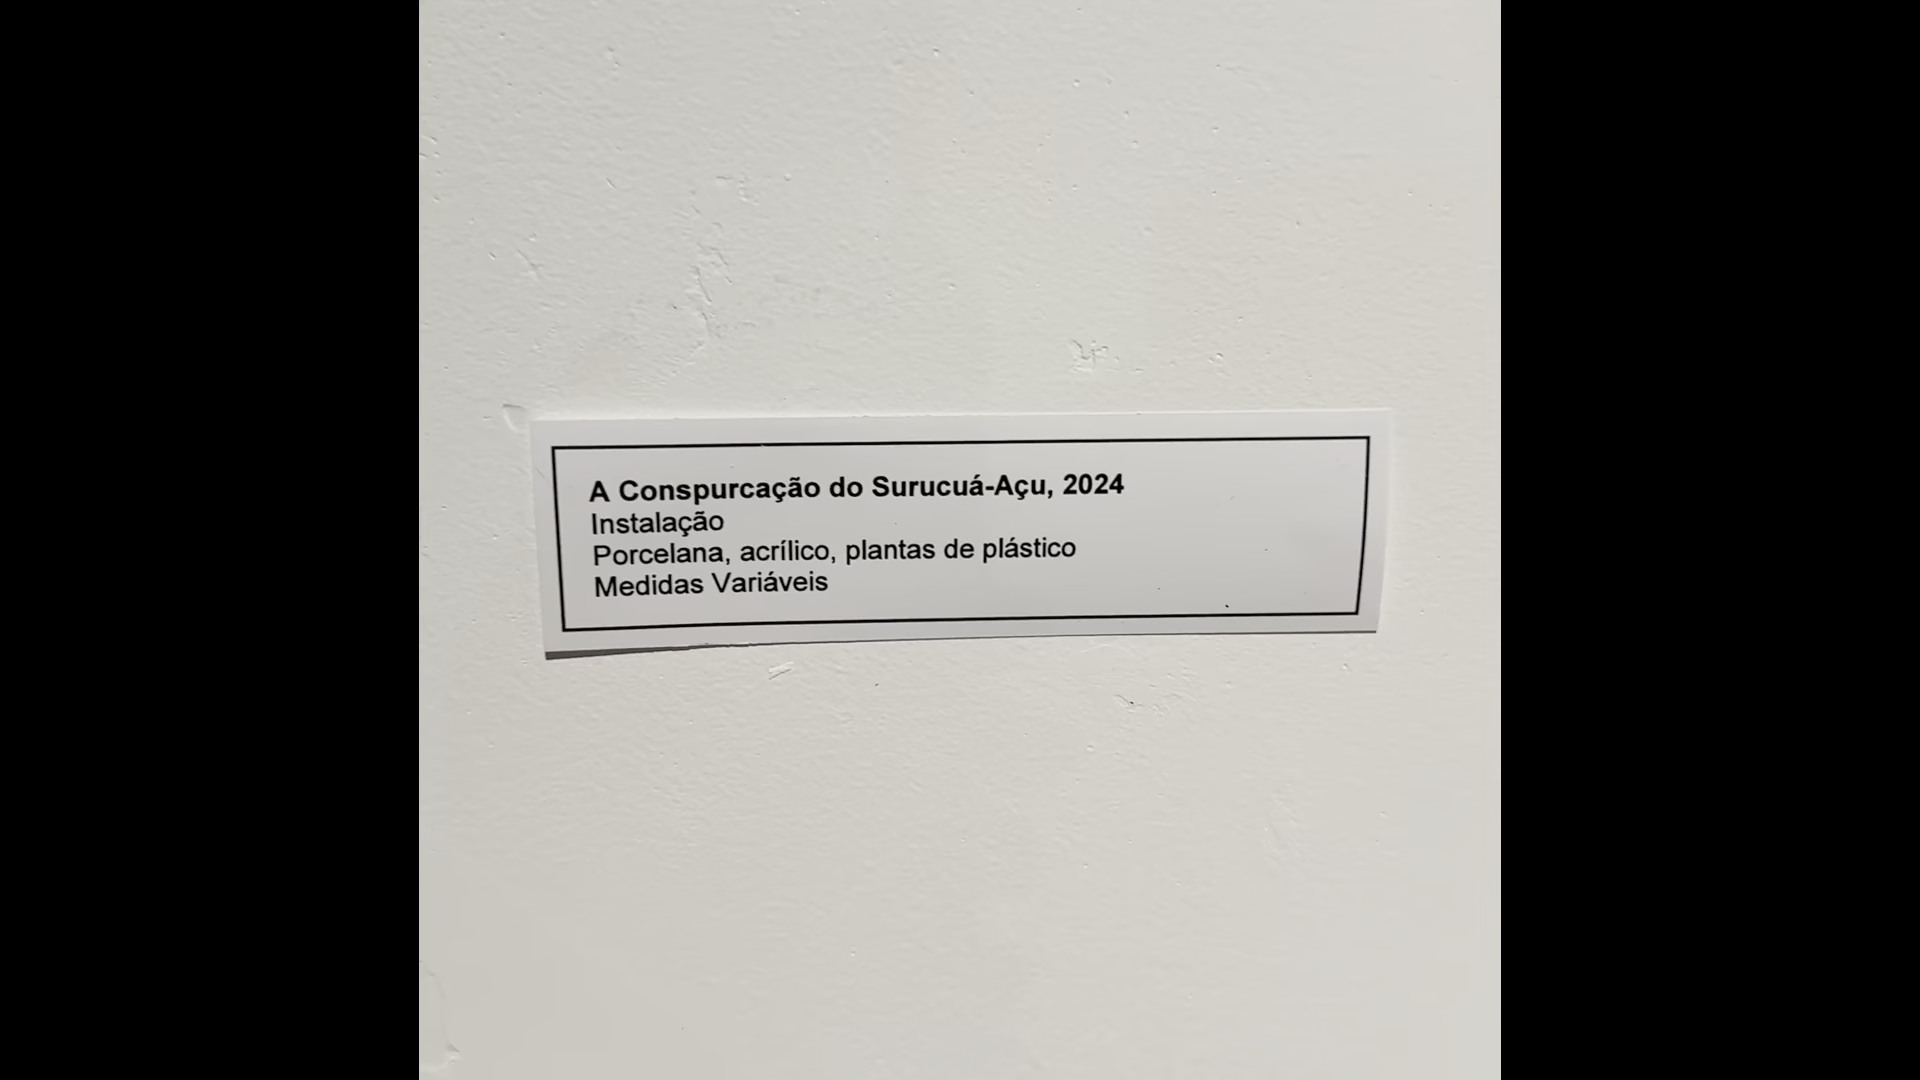 A Conspurcação do Surucuá-Açu, 2024
Instalação
Porcelana, acrílico, plantas de plástico
Medidas Variáveis